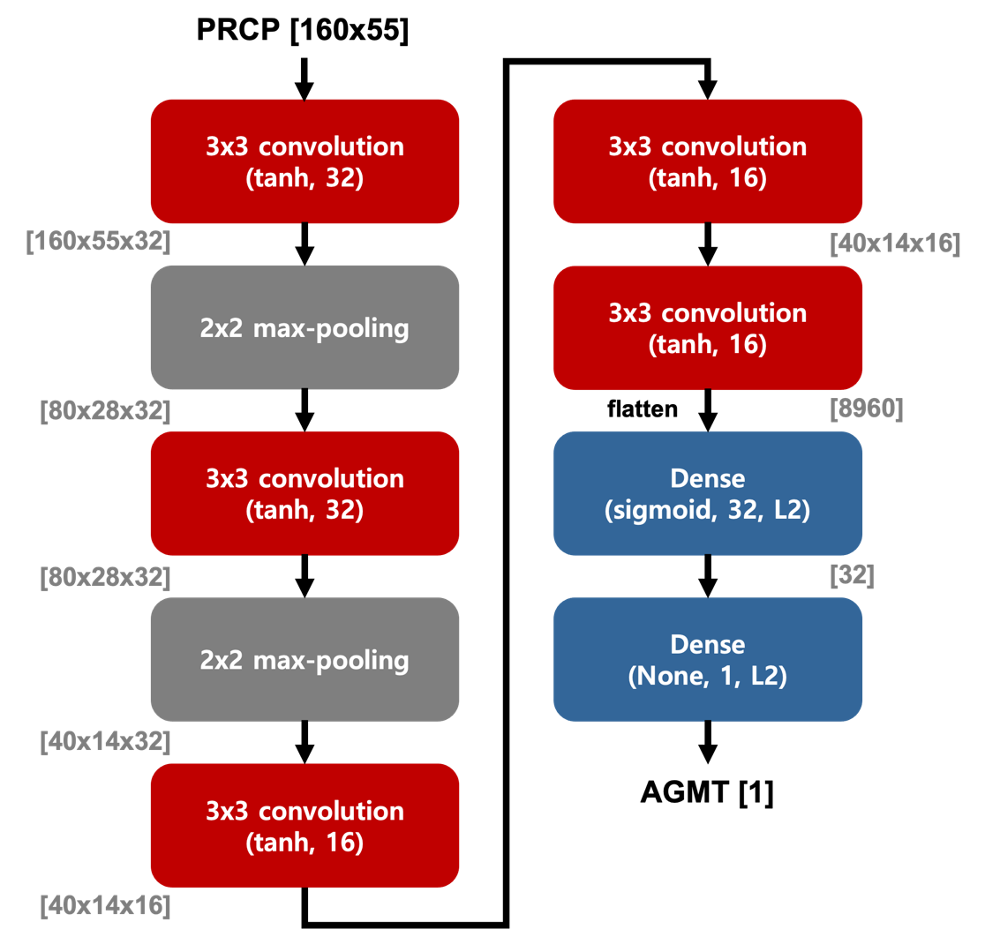 PRCP [160x55]
3x3 convolution
(tanh, 32)
[160x55x32]
2x2 max-pooling
[80x28x32]
3x3 convolution
(tanh, 32)
[80x28x32]
2x2 max-pooling
[40x14x32]
3x3 convolution
(tanh, 16)
[40x14x16]
3x3 convolution
(tanh, 16)
[40x14x16]
3x3 convolution
(tanh, 16)
flatten
[8960]
Dense
(sigmoid, 32, L2)
[32]
Dense
(None, 1, L2)
AGMT [1]